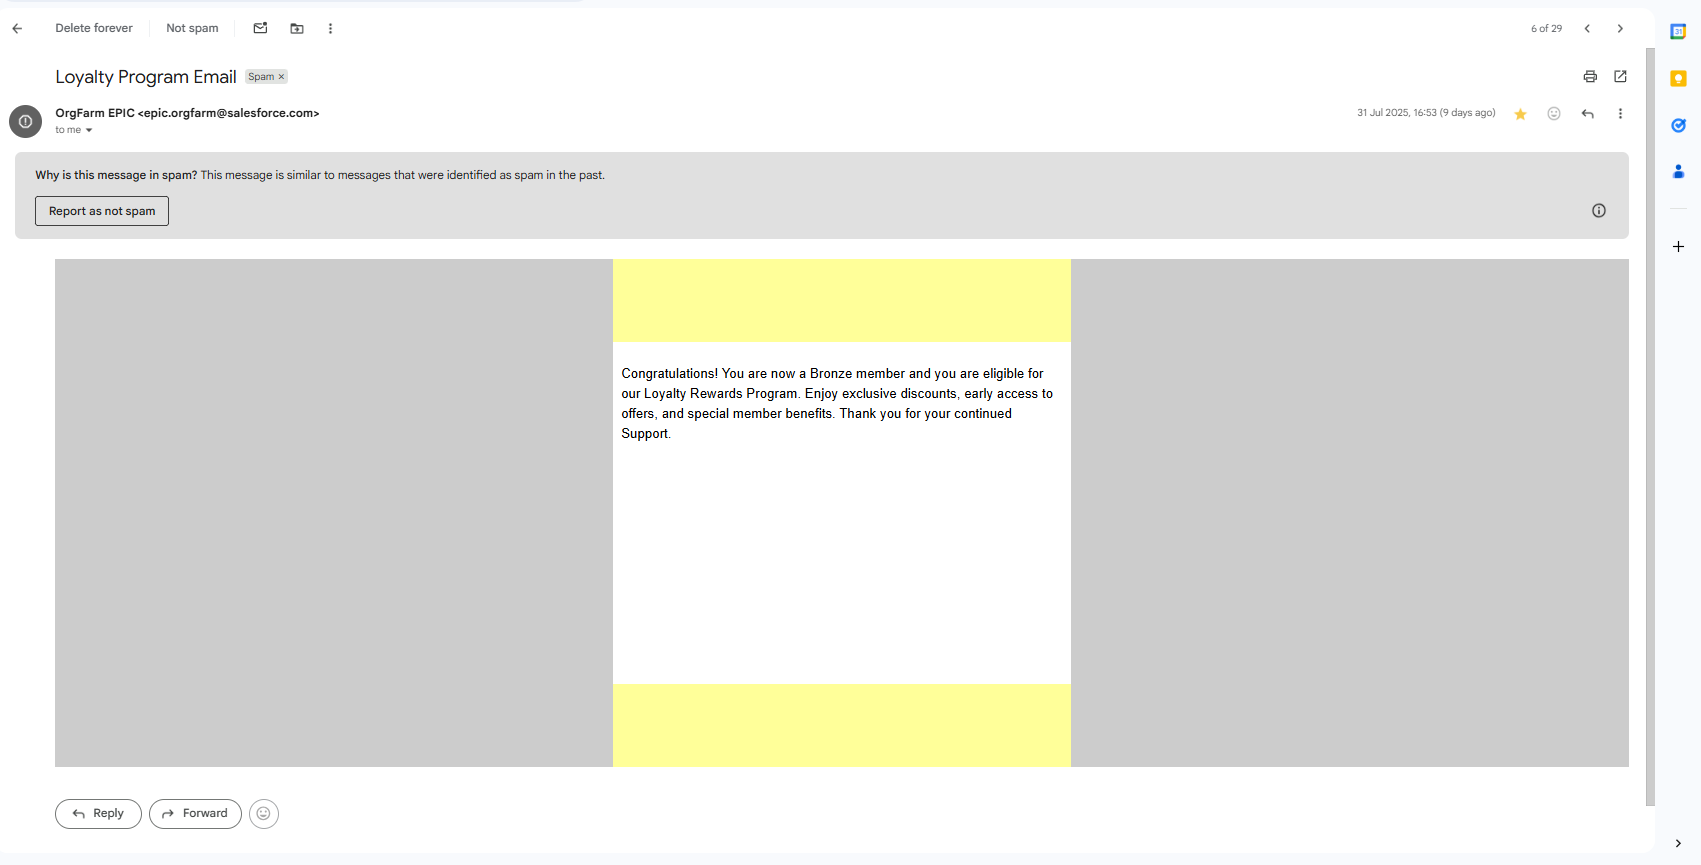 Delete forever
Not spam
6 of 29
Loyalty Program Email
Spam ×
OrgFarm EPIC <epic.orgfarm@salesforce.com>
31 Jul 2025, 16:53 (9 days ago)
to me
Why is this message in spam? This message is similar to messages that were identified as spam in the past.
Report as not spam
Congratulations! You are now a Bronze member and you are eligible for
our Loyalty Rewards Program. Enjoy exclusive discounts, early access to
offers, and special member benefits. Thank you for your continued
Support.
Reply
Forward
31